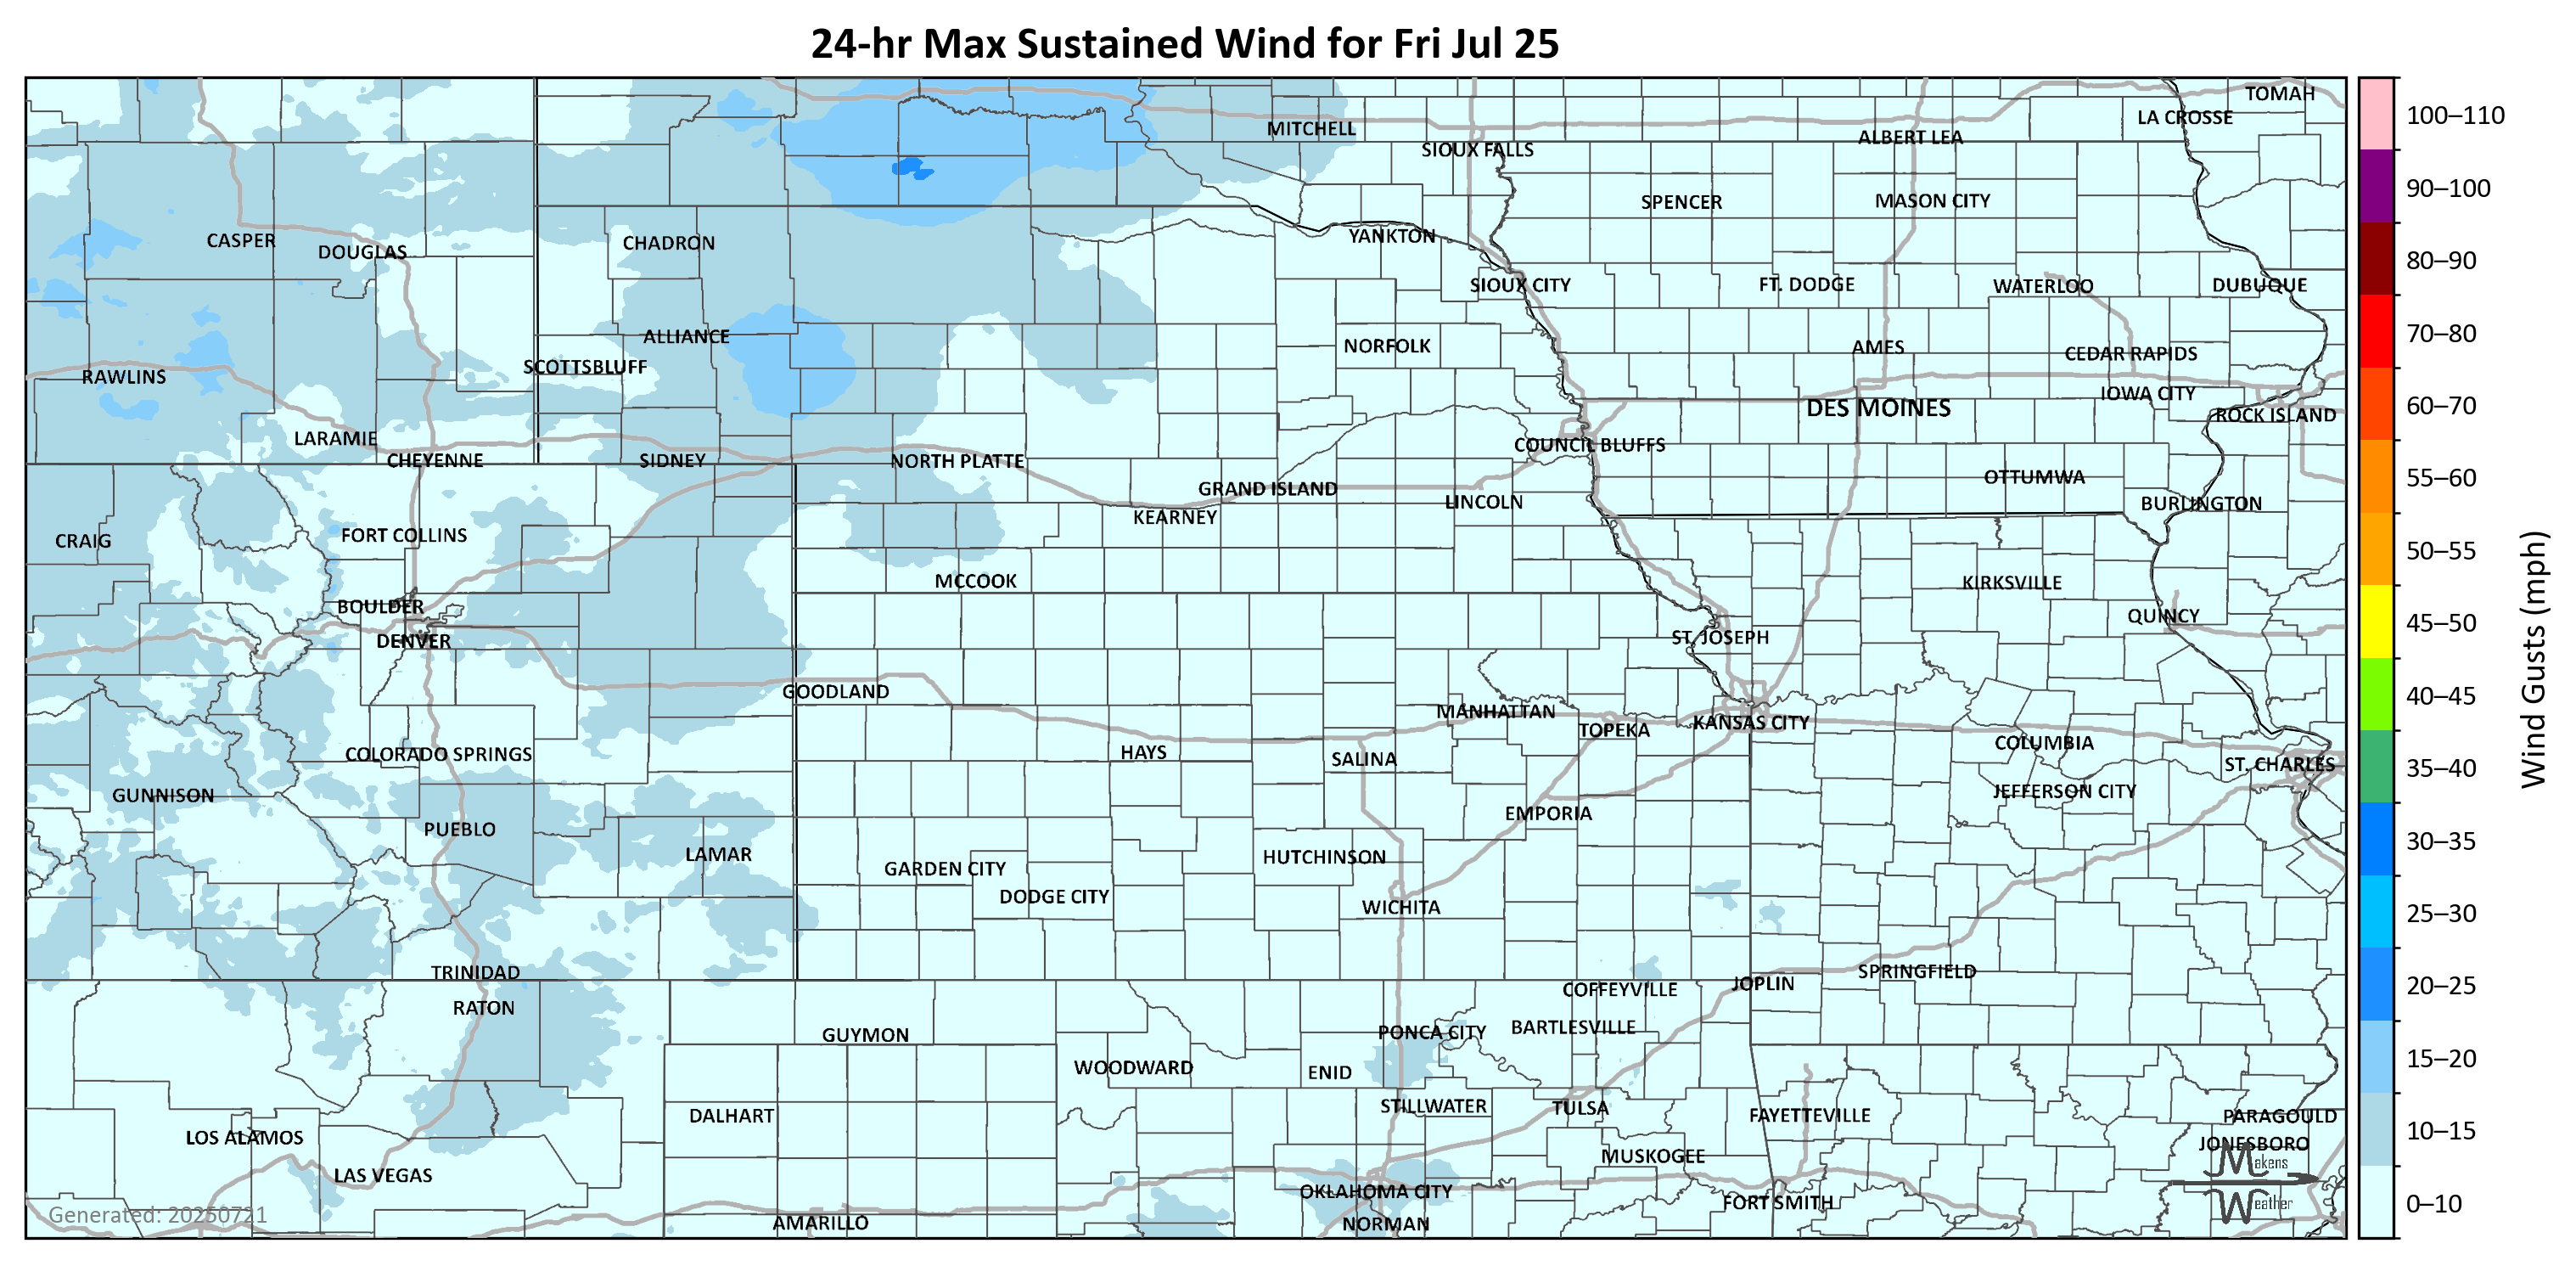 24-hr Max Sustained Wind for Fri Jul 25
TOMAH
LA CROSSE
MITCHELL
ALBERT LEA
SIOUX FALLS
SPENCER
MASON CITY
CASPER
DOUGLAS
CHADRON
YANKTON
SIOUX CITY
FT. DODGE
WATERLOO
DUBUQUE
ALLIANCE
SCOTTSBLUFF
NORFOLK
AMES
CEDAR RAPIDS
RAWLINS
IOWA CITY
DES MOINES
ROCK ISLAND
LARAMIE
CHEYENNE
SIDNEY
NORTH PLATTE
COUNCIL BLUFFS
GRAND ISLAND
LINCOLN
OTTUMWA
BURLINGTON
KEARNEY
CRAIG
FORT COLLINS
MCCOOK
KIRKSVILLE
BOULDER
QUINCY
DENVER
ST. JOSEPH
GOODLAND
MANHATTAN
TOPEKA
KANSAS CITY
COLORADO SPRINGS
HAYS
SALINA
COLUMBIA
ST. CHARLES
GUNNISON
JEFFERSON CITY
PUEBLO
EMPORIA
LAMAR
GARDEN CITY
HUTCHINSON
DODGE CITY
WICHITA
TRINIDAD
SPRINGFIELD
JOPLIN
COFFEYVILLE
RATON
GUYMON
PONCA CITY
BARTLESVILLE
WOODWARD
ENID
DALHART
STILLWATER
TULSA
FAYETTEVILLE
PARAGOULD
LOS ALAMOS
JONESBORO
MUSKOGEE
LAS VEGAS
OKLAHOMA CITY
FORT SMITH
AMARILLO
NORMAN
Generated: 20250721
Makens
Weather
100–110
90–100
80–90
70–80
60–70
55–60
50–55
45–50
40–45
35–40
30–35
25–30
20–25
15–20
10–15
0–10
Wind Gusts (mph)